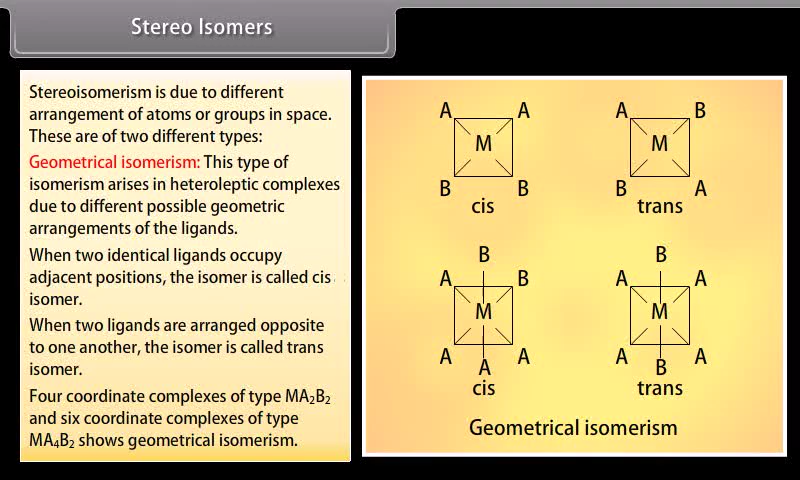 Stereo Isomers
Stereoisomerism is due to different
arrangement of atoms or groups in space.
These are of two different types:
Geometrical isomerism: This type of
isomerism arises in heteroleptic complexes
due to different possible geometric
arrangements of the ligands.
When two identical ligands occupy
adjacent positions, the isomer is called cis
isomer.
When two ligands are arranged opposite
to one another, the isomer is called trans
isomer.
Four coordinate complexes of type MA₂B₂
and six coordinate complexes of type
MA₄B₂ shows geometrical isomerism.
A A
M
B B
cis
A B
M
B A
trans
B
A B
M
A A A
cis
B
A A
M
A B A
trans
Geometrical isomerism